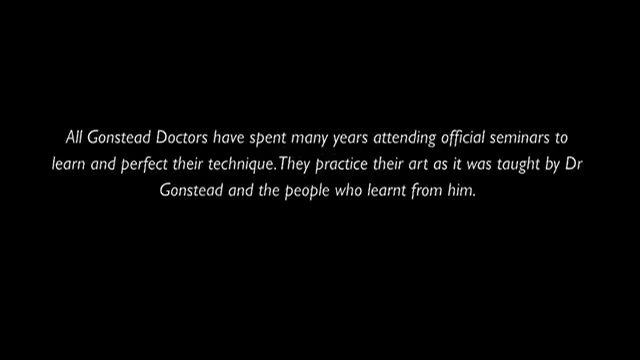 All Gonstead Doctors have spent many years attending official seminars to
learn and perfect their technique.They practice their art as it was taught by Dr
Gonstead and the people who learnt from him.